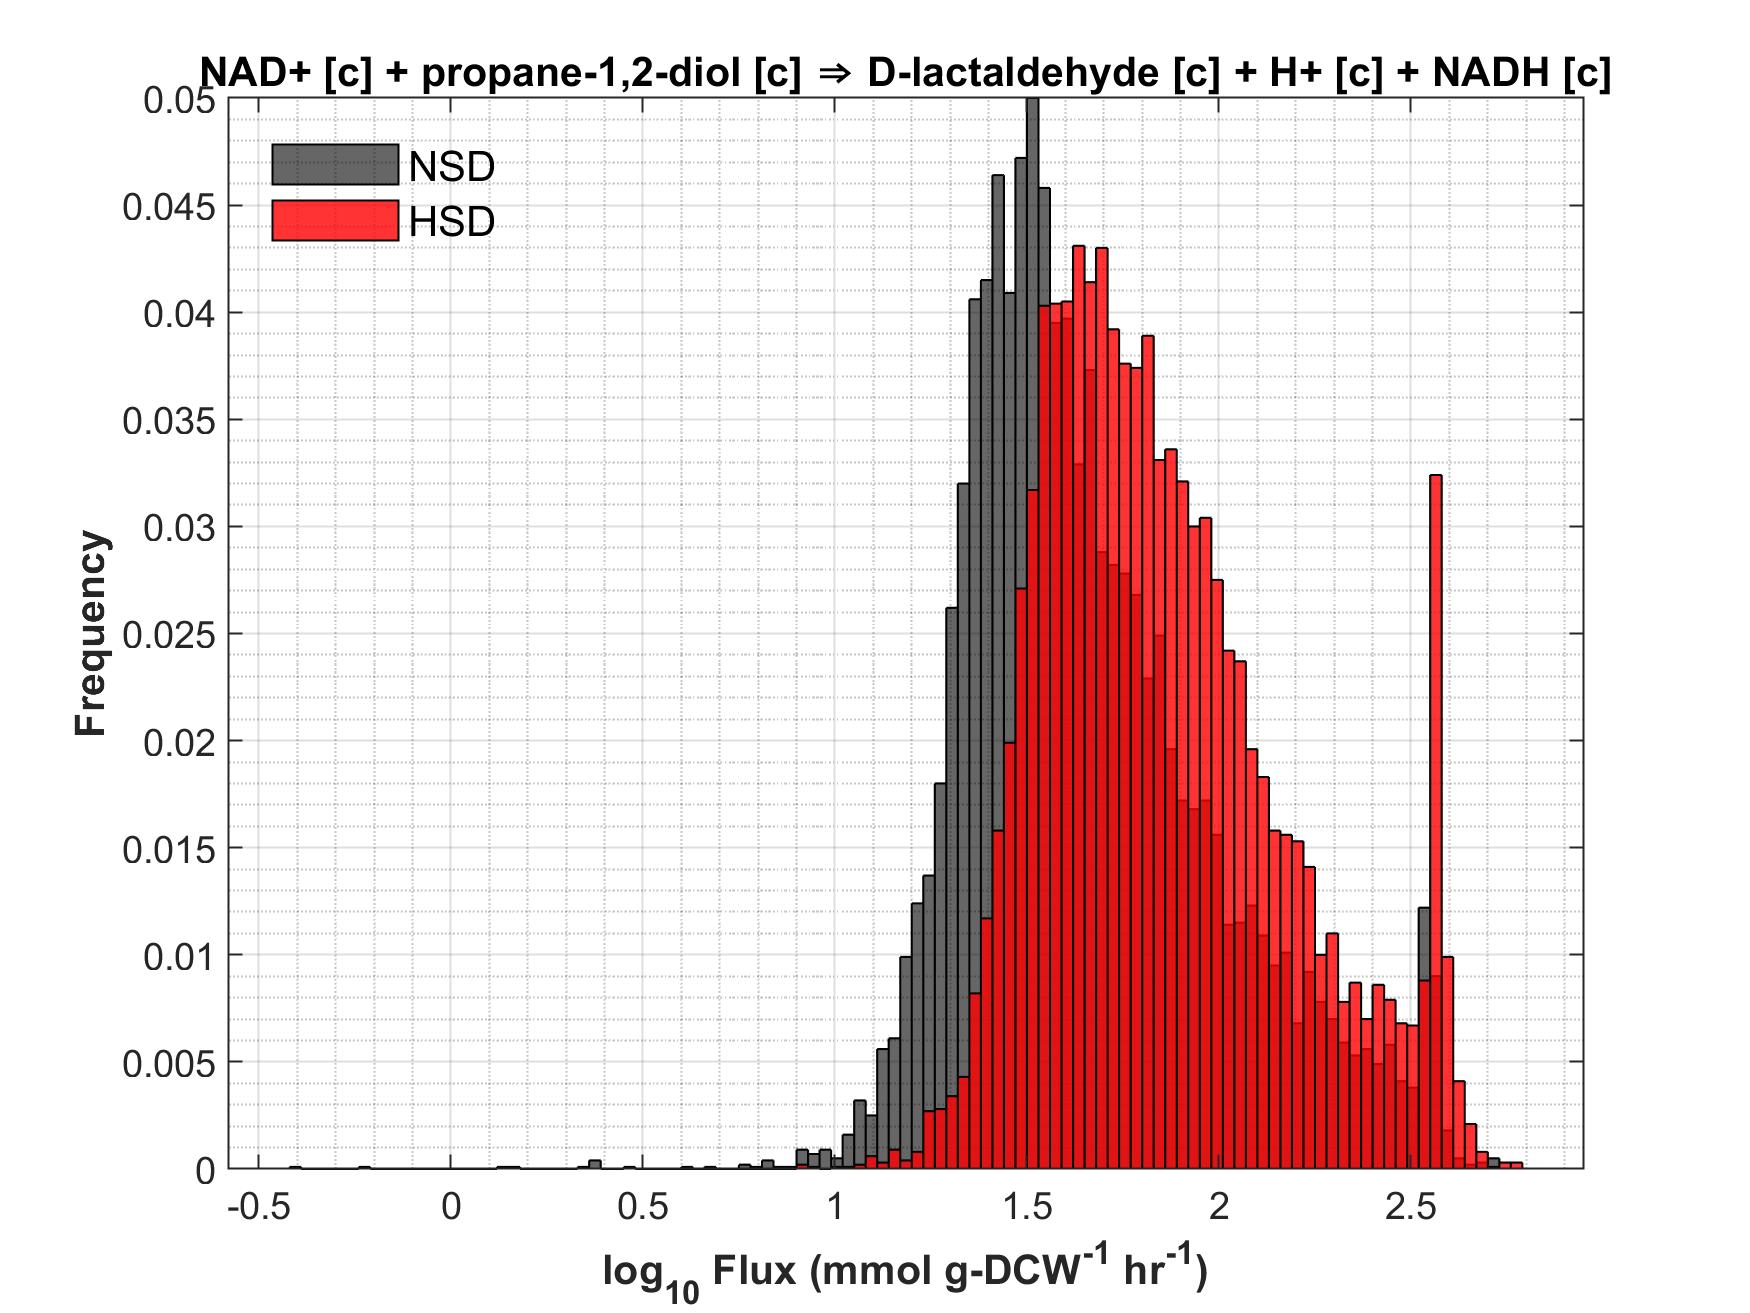 NAD+ [c] + propane-1,2-diol [c] ⇒ D-lactaldehyde [c] + H+ [c] + NADH [c]
NSD
HSD
0.05
0.045
0.04
0.035
0.03
0.025
0.02
0.015
0.01
0.005
0
Frequency
-0.5 0 0.5 1 1.5 2 2.5
log10 Flux (mmol g-DCW-1 hr-1)